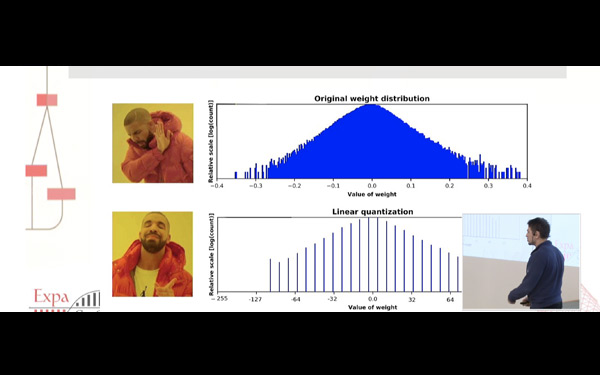 Original weight distribution
Relative scale [log(count)]
−0.4 −0.3 −0.2 −0.1 0.0 0.1 0.2 0.3 0.4
Value of weight
Linear quantization
Relative scale [log(count)]
−255 -127 -64 -32 0.0 32 64
Value of weight
Expa